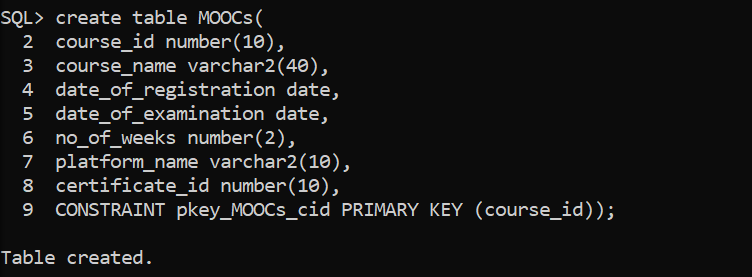 SQL> create table MOOCs(
  2  course_id number(10),
  3  course_name varchar2(40),
  4  date_of_registration date,
  5  date_of_examination date,
  6  no_of_weeks number(2),
  7  platform_name varchar2(10),
  8  certificate_id number(10),
  9  CONSTRAINT pkey_MOOCs_cid PRIMARY KEY (course_id));
Table created.